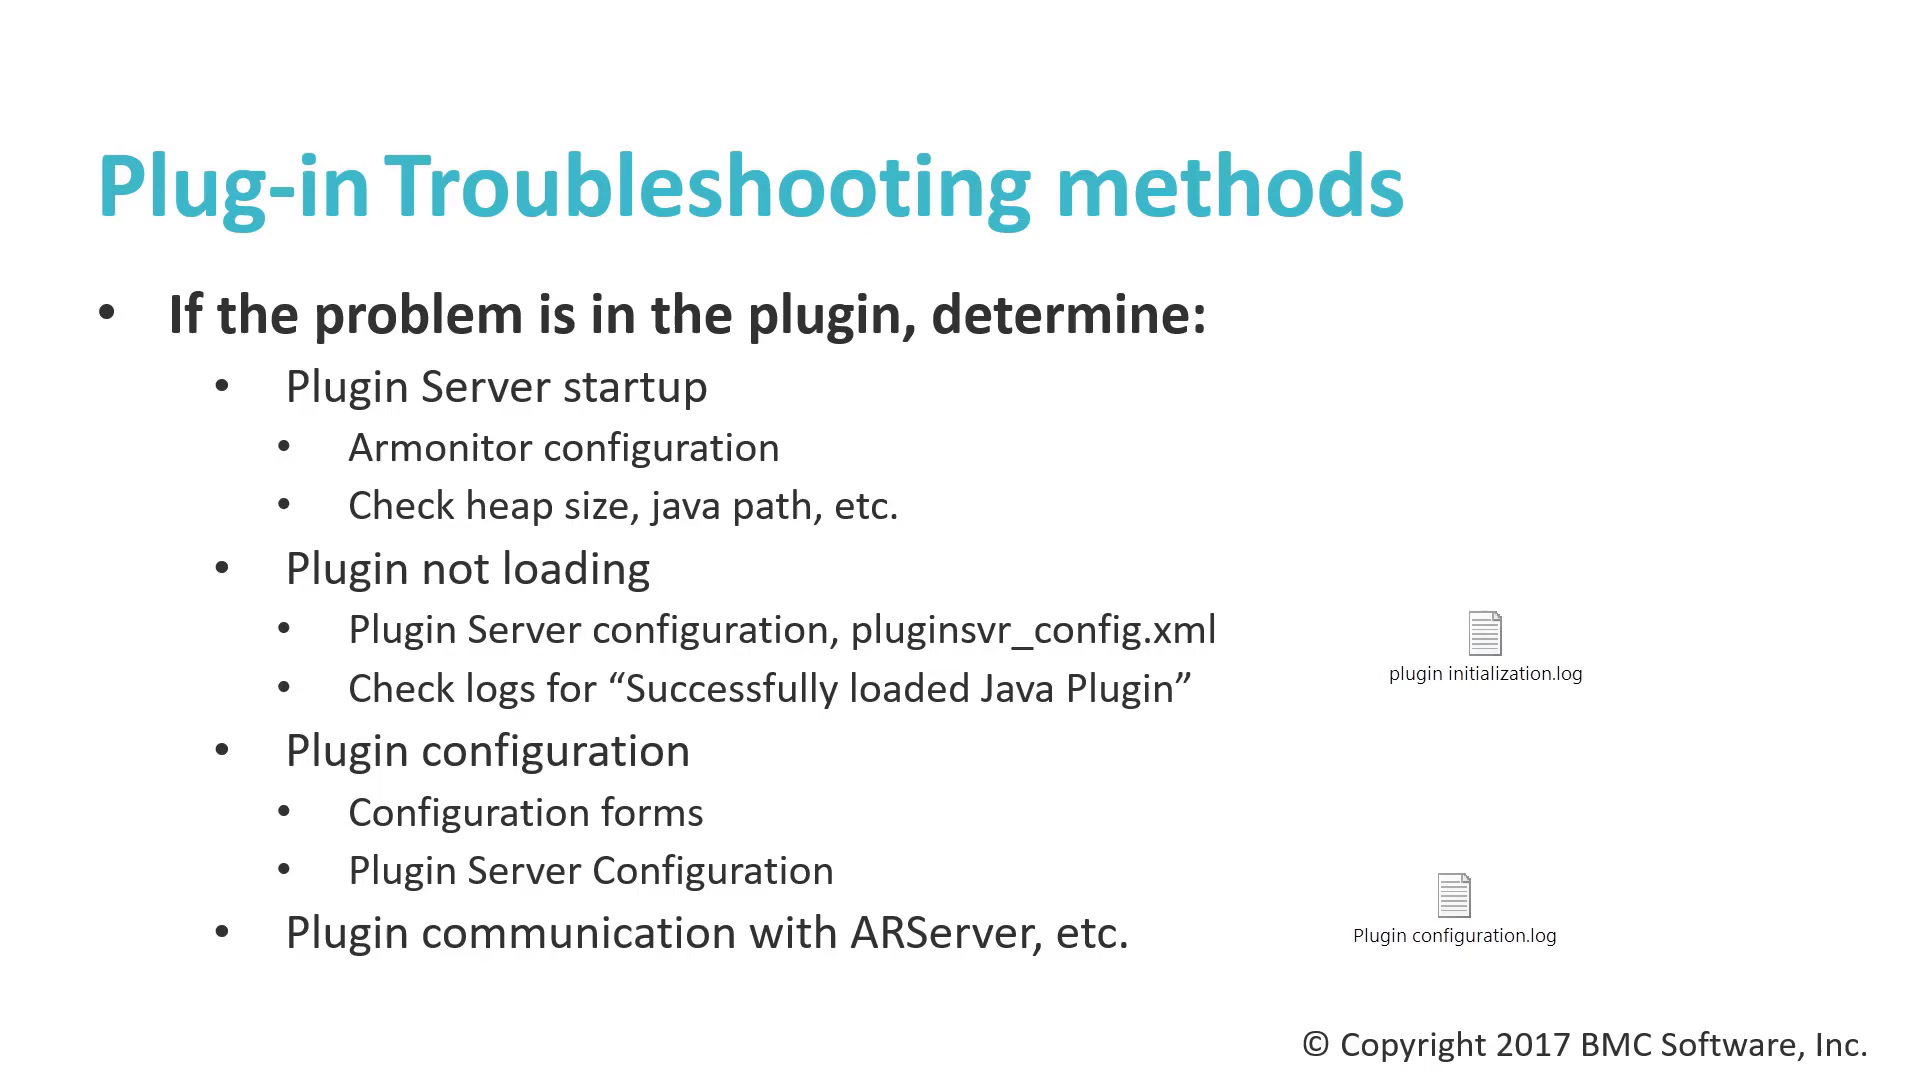 Plug-in Troubleshooting methods
• If the problem is in the plugin, determine:
• Plugin Server startup
• Armonitor configuration
• Check heap size, java path, etc.
• Plugin not loading
• Plugin Server configuration, pluginsvr_config.xml
• Check logs for “Successfully loaded Java Plugin”
plugin initialization.log
• Plugin configuration
• Configuration forms
• Plugin Server Configuration
• Plugin communication with ARServer, etc.
Plugin configuration.log
© Copyright 2017 BMC Software, Inc.